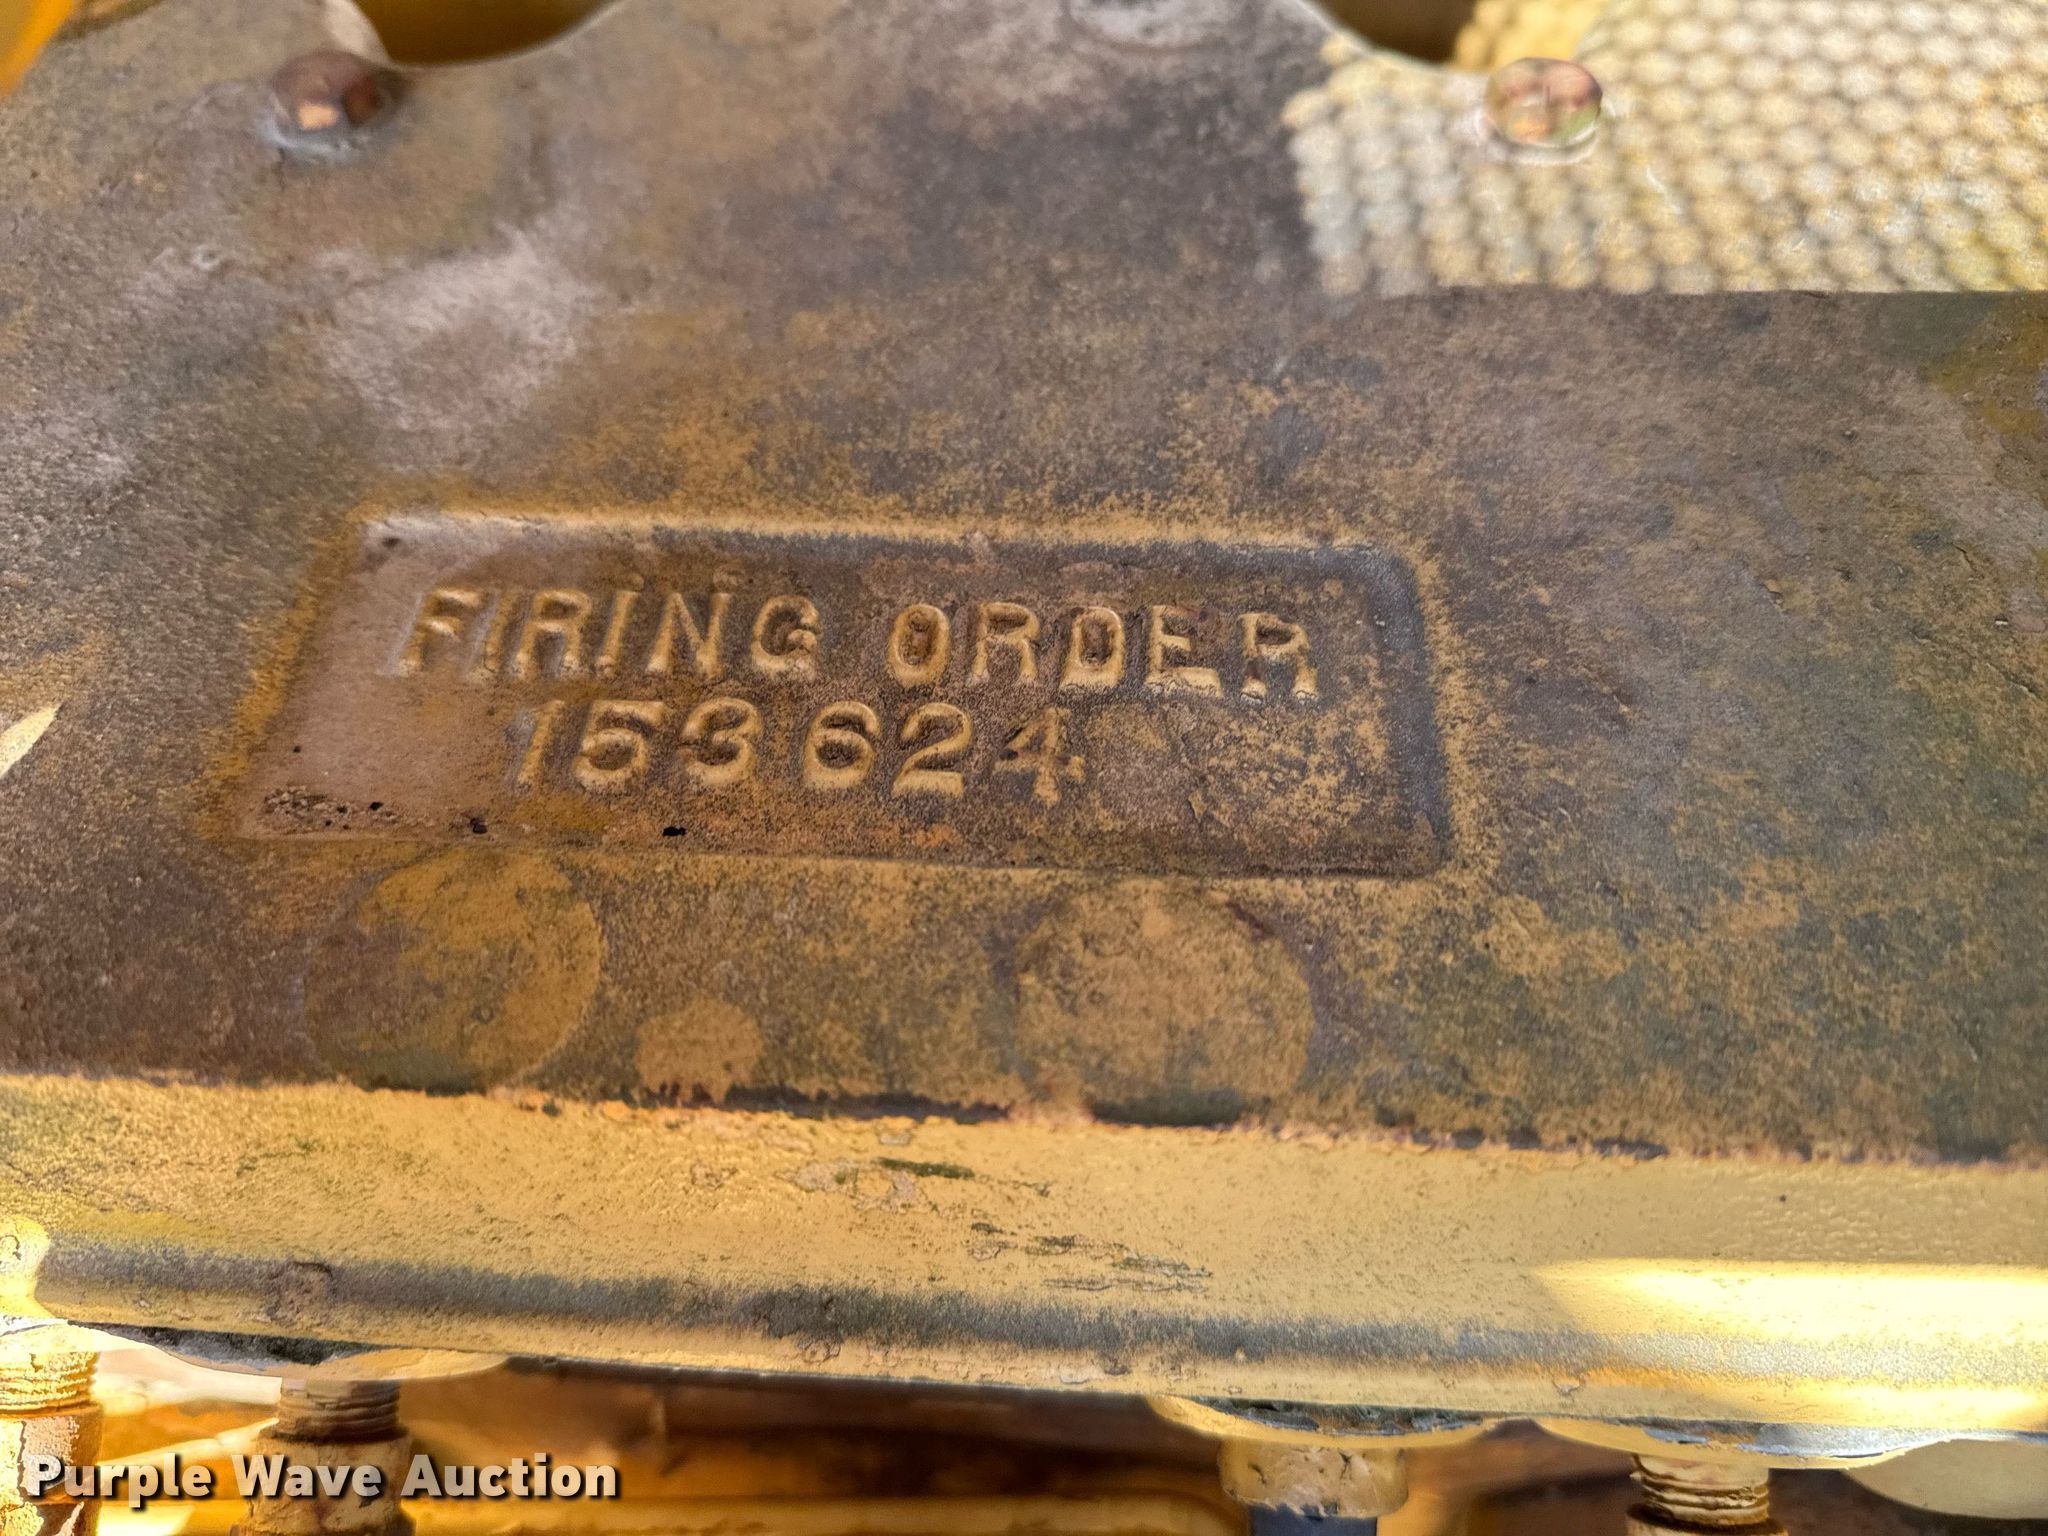 FIRING ORDER
153624
Purple Wave Auction